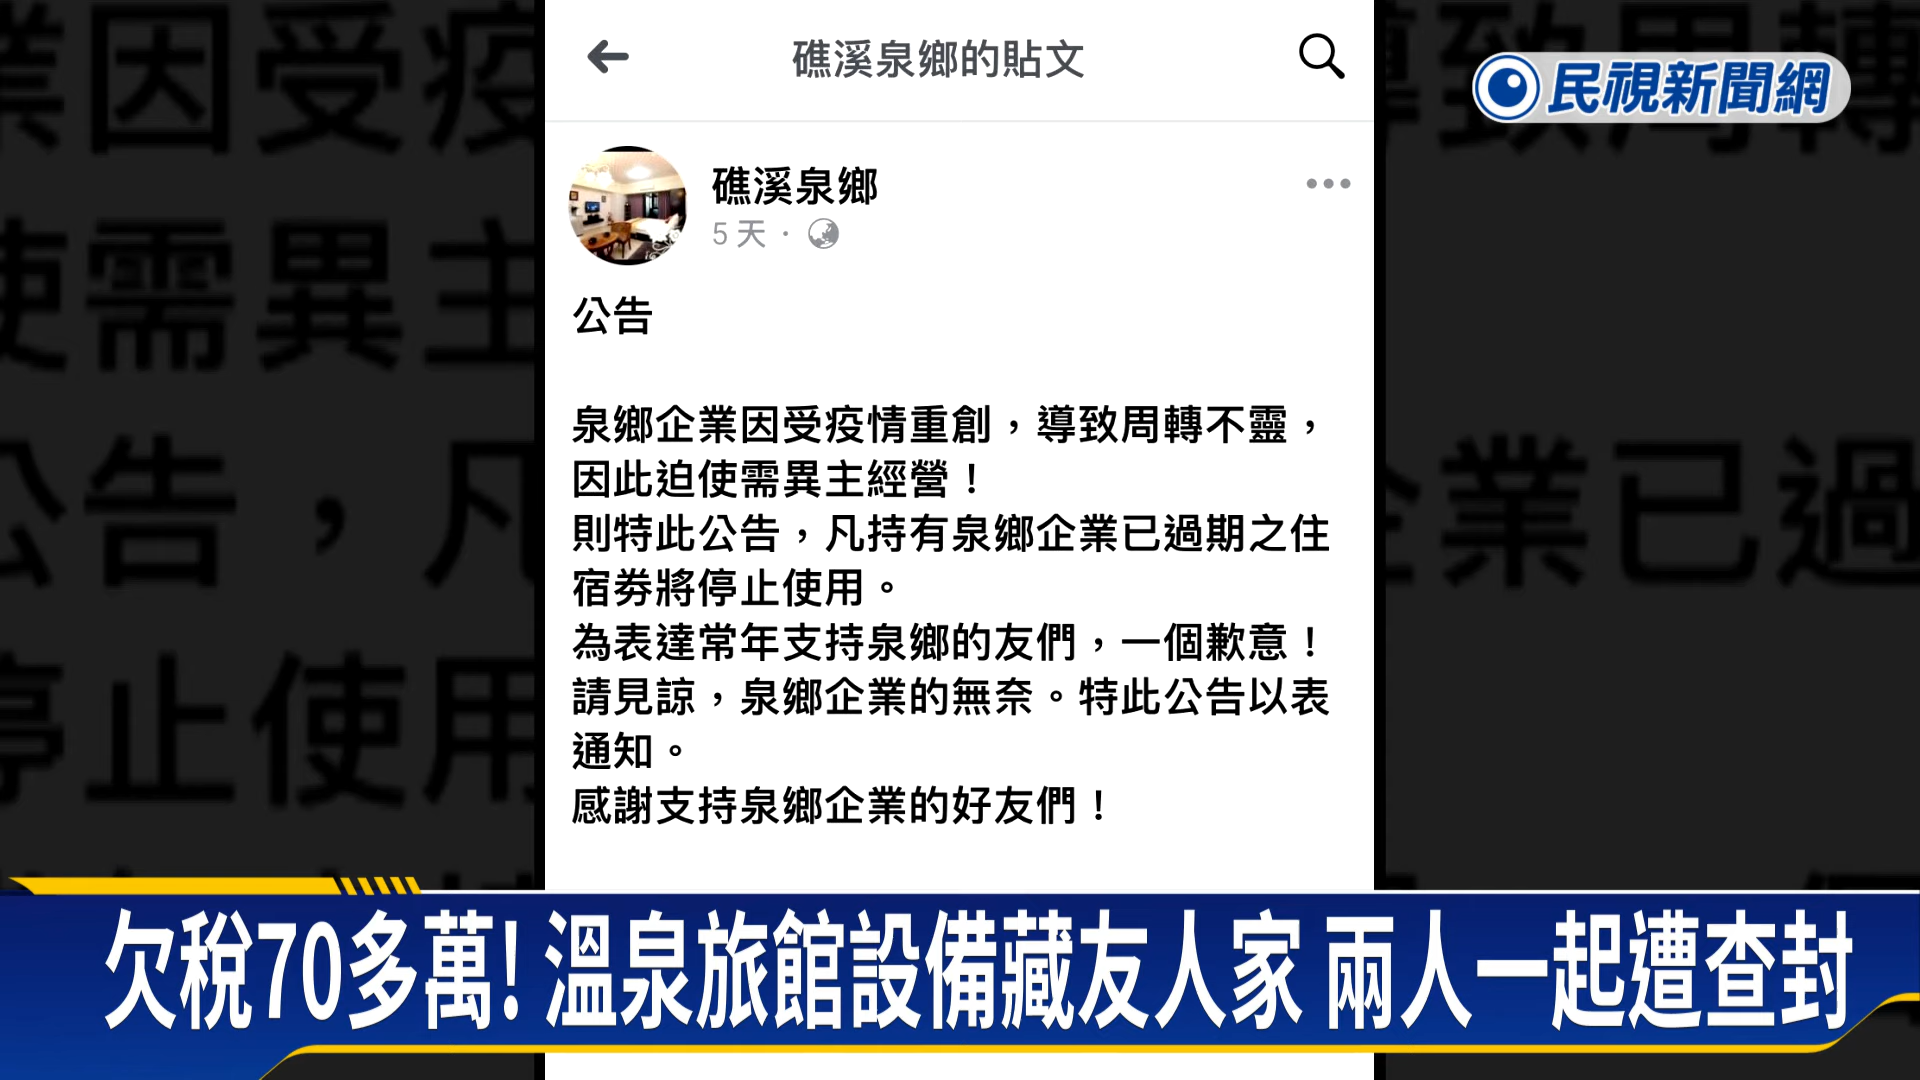 礁溪泉鄉的貼文
民視新聞網
礁溪泉鄉
5 天 ·
公告
泉鄉企業因受疫情重創，導致周轉不靈，
因此迫使需異主經營！
則特此公告，凡持有泉鄉企業已過期之住
宿券將停止使用。
為表達常年支持泉鄉的友們，一個歉意！
請見諒，泉鄉企業的無奈。特此公告以表
通知。
感謝支持泉鄉企業的好友們！
欠稅70多萬! 溫泉旅館設備藏友人家 兩人一起遭查封